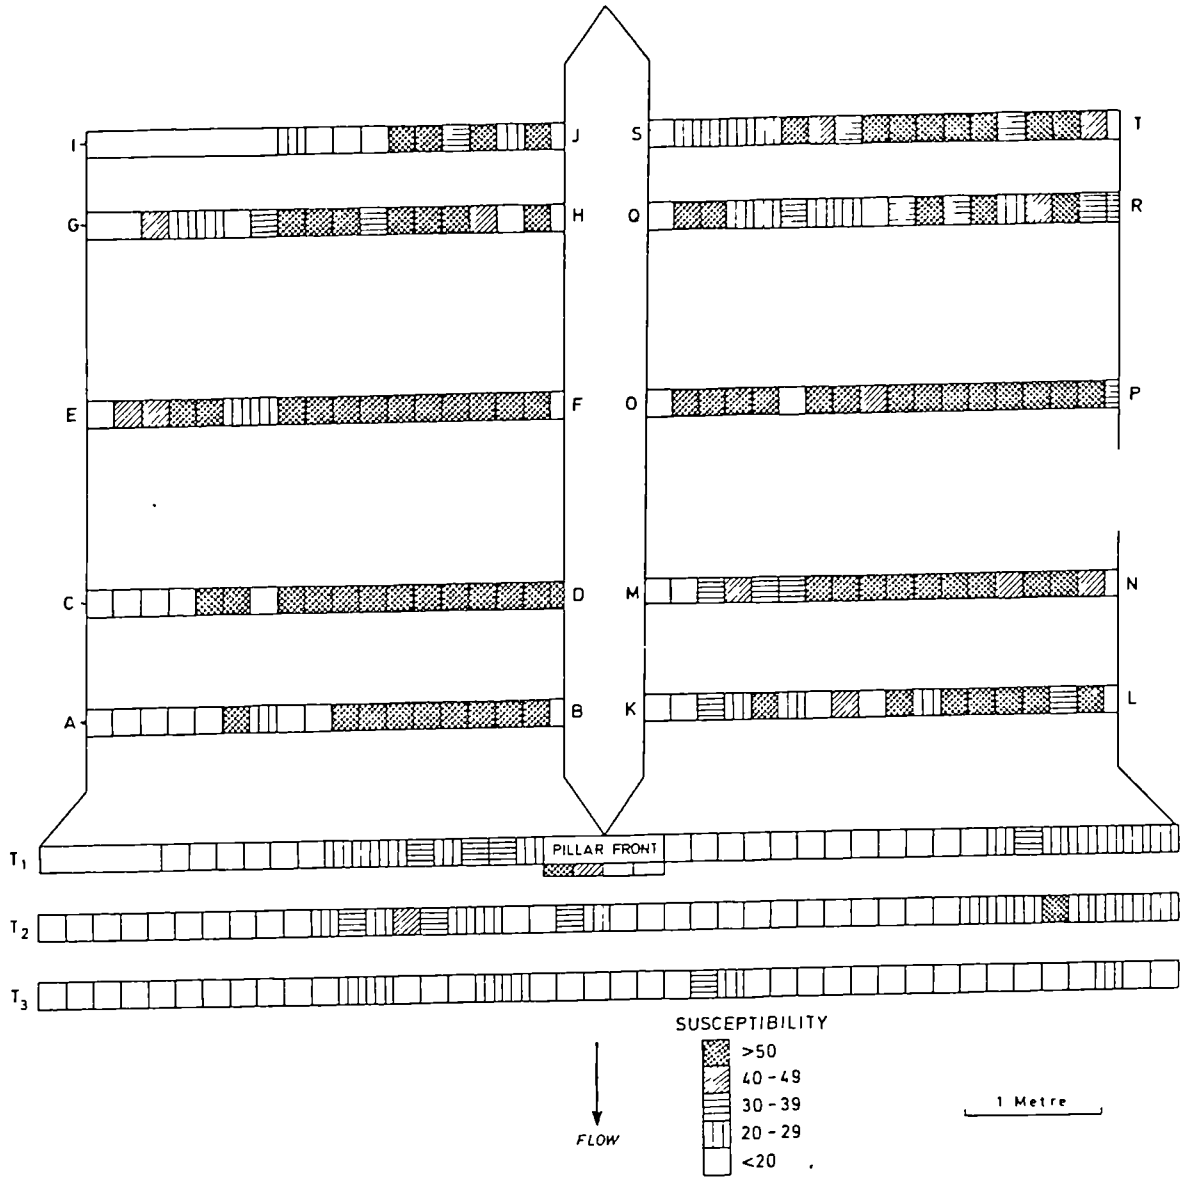 I J S T
G H Q R
E F O P
C D M N
A B K L
T1 PILLAR FRONT
T2
T3
SUSCEPTIBILITY
>50
40-49
30-39
20-29
<20
1 Metre
FLOW